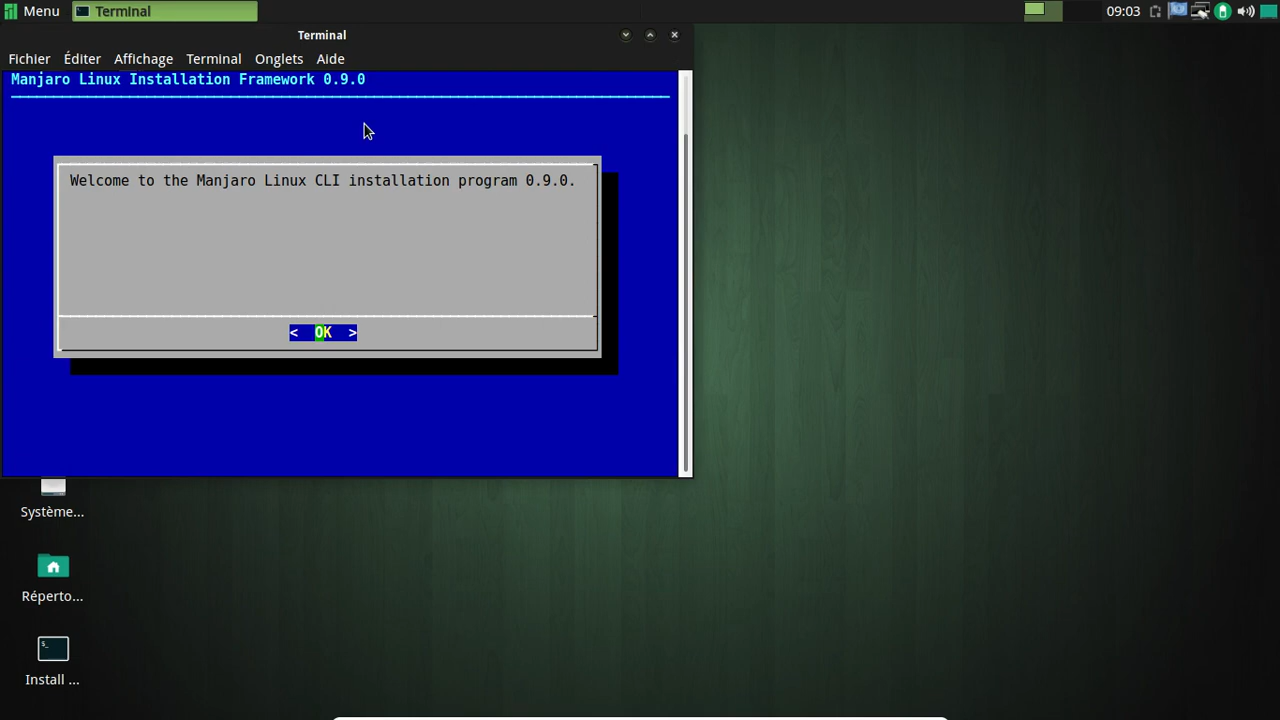 Menu
Terminal
09:03
Terminal
Fichier Éditer Affichage Terminal Onglets Aide
Manjaro Linux Installation Framework 0.9.0
Welcome to the Manjaro Linux CLI installation program 0.9.0.
< OK >
Système...
Réperto...
Install ...